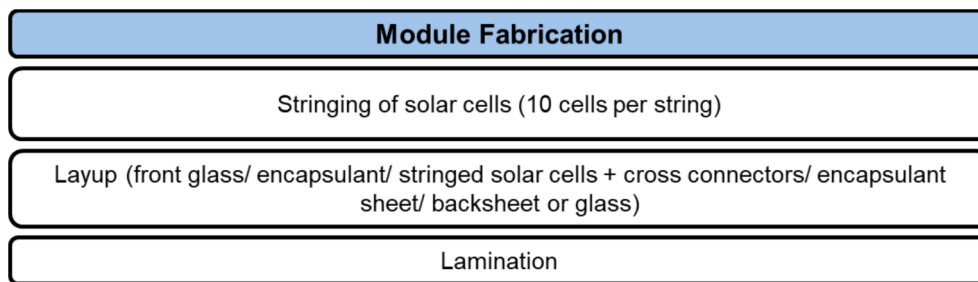 Module Fabrication
Stringing of solar cells (10 cells per string)
Layup (front glass/ encapsulant/ stringed solar cells + cross connectors/ encapsulant
sheet/ backsheet or glass)
Lamination